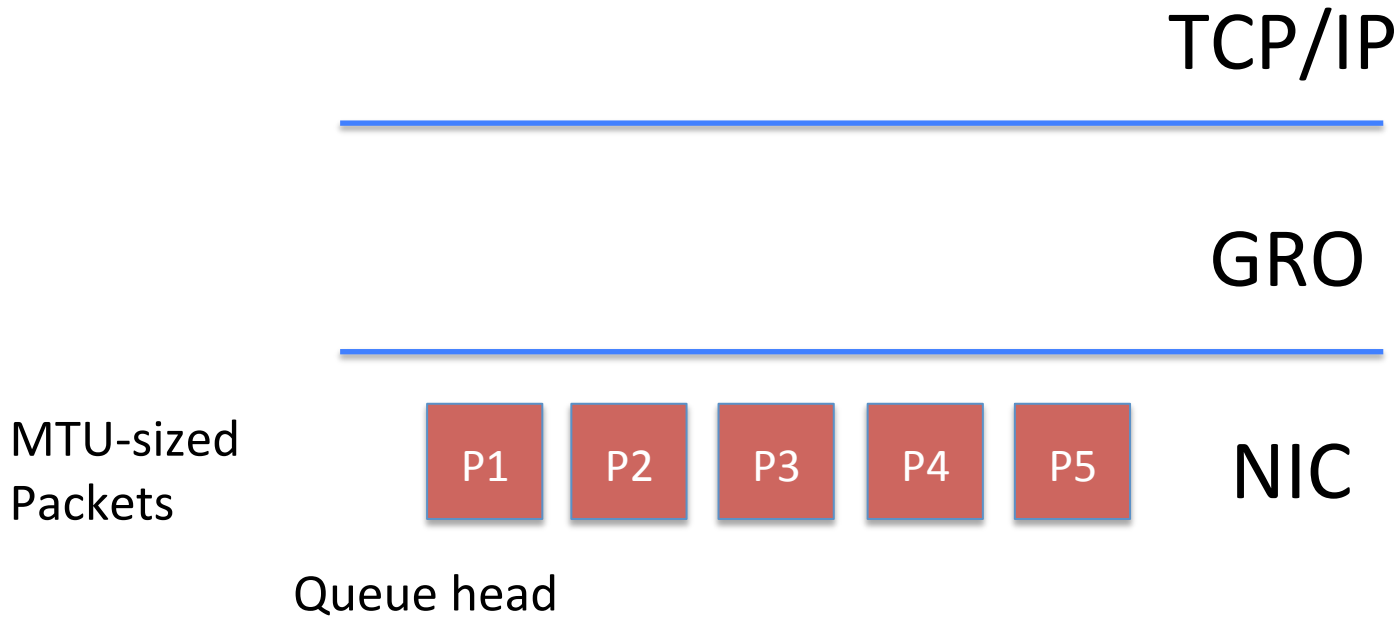 TCP/IP
GRO
MTU-sized
Packets
P1 P2 P3 P4 P5
NIC
Queue head